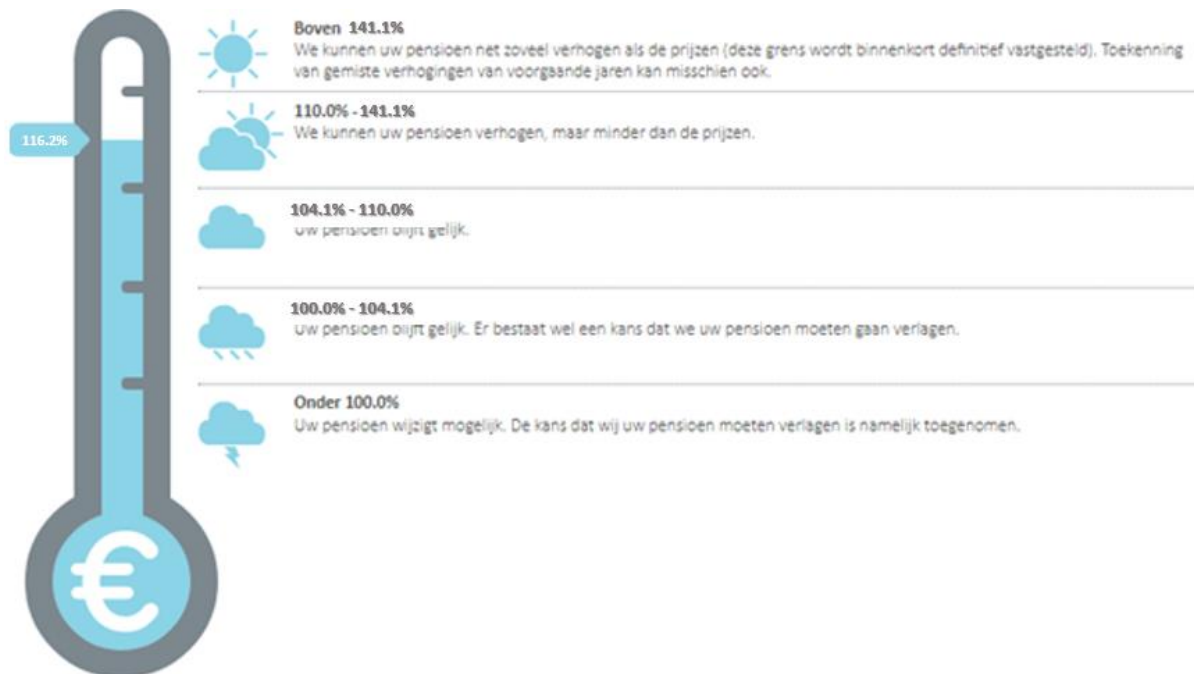 Boven 141.1%
We kunnen uw pensioen net zoveel verhogen als de prijzen (deze grens wordt binnenkort definitief vastgesteld). Toekenning
van gemiste verhogingen van voorgaande jaren kan misschien ook.
110.0% - 141.1%
We kunnen uw pensioen verhogen, maar minder dan de prijzen.
116.2%
104.1% - 110.0%
Uw pensioen blijft gelijk.
100.0% - 104.1%
Uw pensioen blijft gelijk. Er bestaat wel een kans dat we uw pensioen moeten gaan verlagen.
Onder 100.0%
Uw pensioen wijzigt mogelijk. De kans dat wij uw pensioen moeten verlagen is namelijk toegenomen.
€